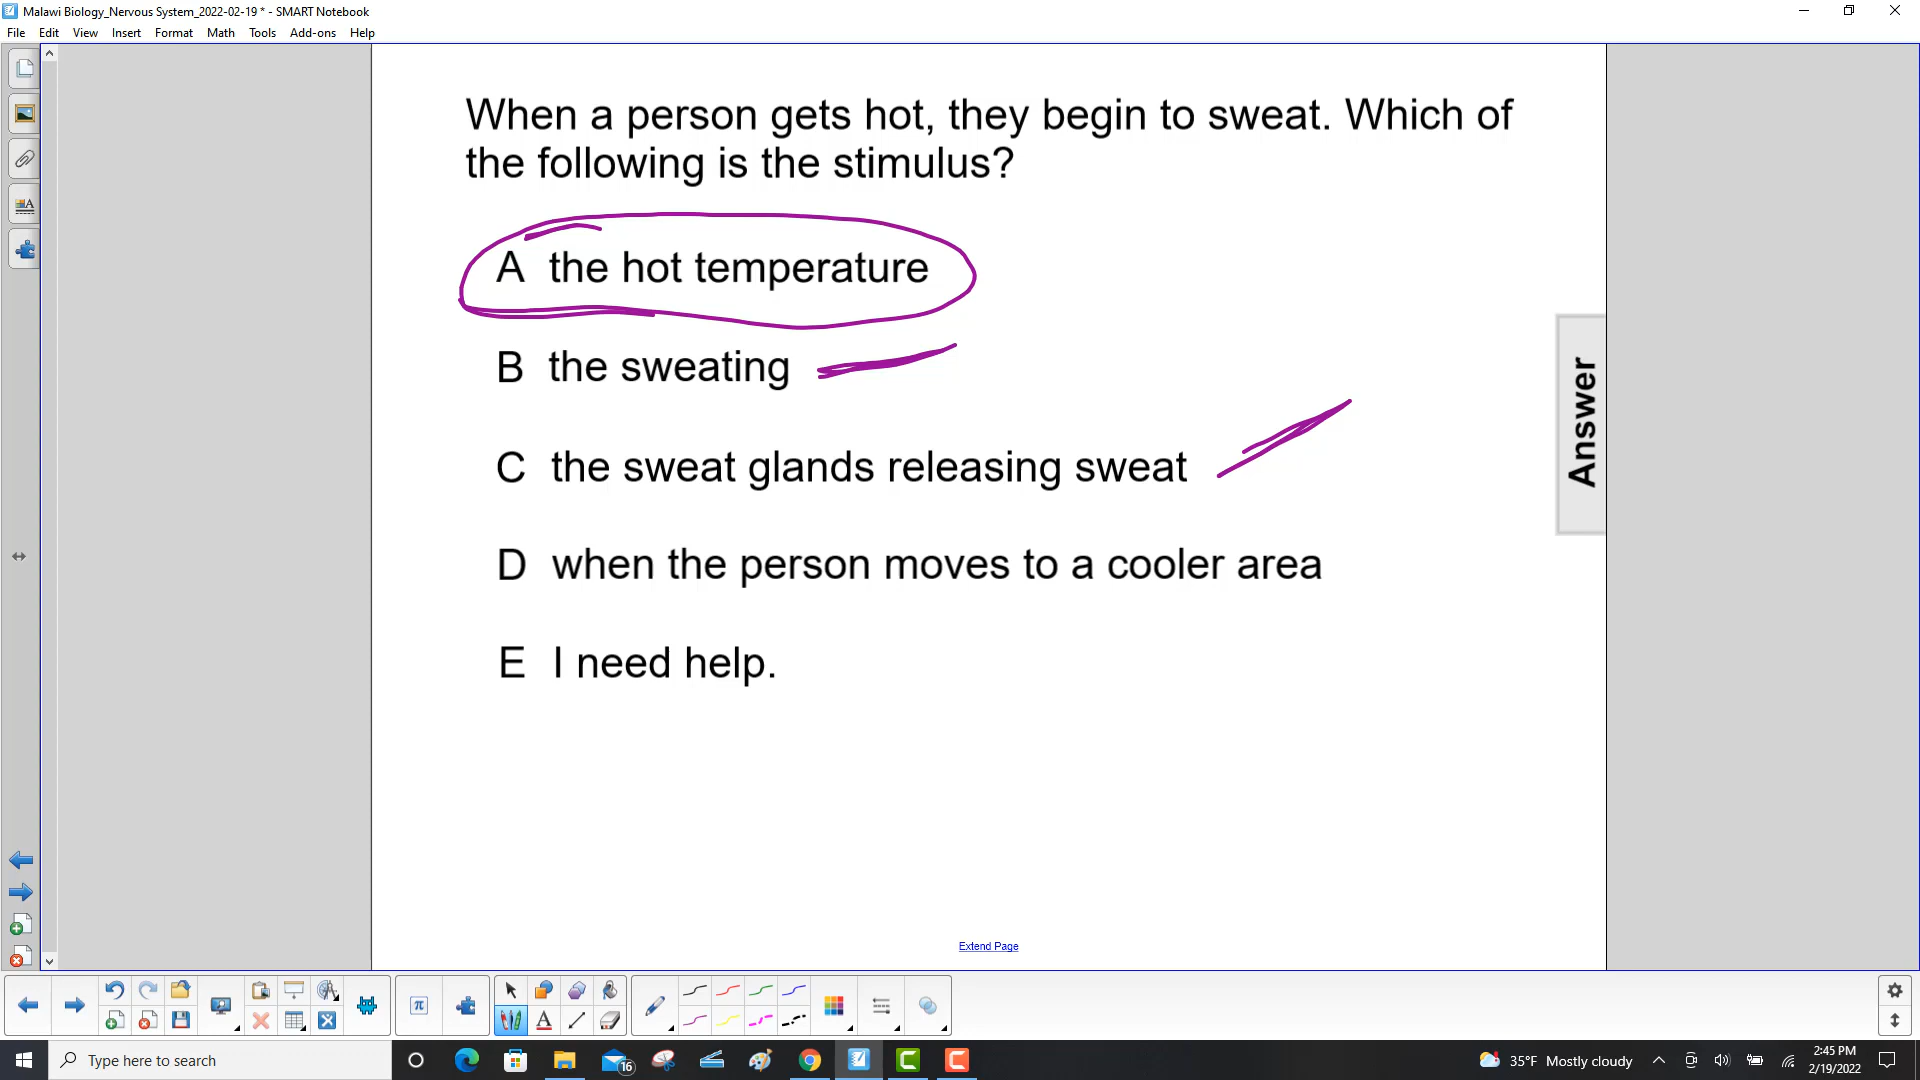 Malawi Biology_Nervous System_2022-02-19 * - SMART Notebook
File Edit View Insert Format Math Tools Add-ons Help
When a person gets hot, they begin to sweat. Which of
the following is the stimulus?
A the hot temperature
B the sweating
C the sweat glands releasing sweat
D when the person moves to a cooler area
E I need help.
Answer
Extend Page
π
A
Type here to search
16
35°F Mostly cloudy
2:45 PM
2/19/2022